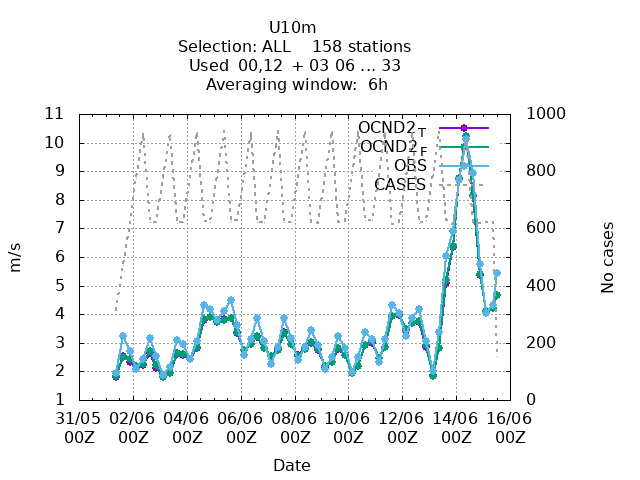 U10m
Selection: ALL 158 stations
Used 00,12 + 03 06 ... 33
Averaging window: 6h
11
10
9
8
7
6
5
4
3
2
1
m/s
1000
800
600
400
200
0
No cases
OCND2_T
OCND2_F
OBS
CASES
31/05 02/06 04/06 06/06 08/06 10/06 12/06 14/06 16/06
00Z 00Z 00Z 00Z 00Z 00Z 00Z 00Z 00Z
Date